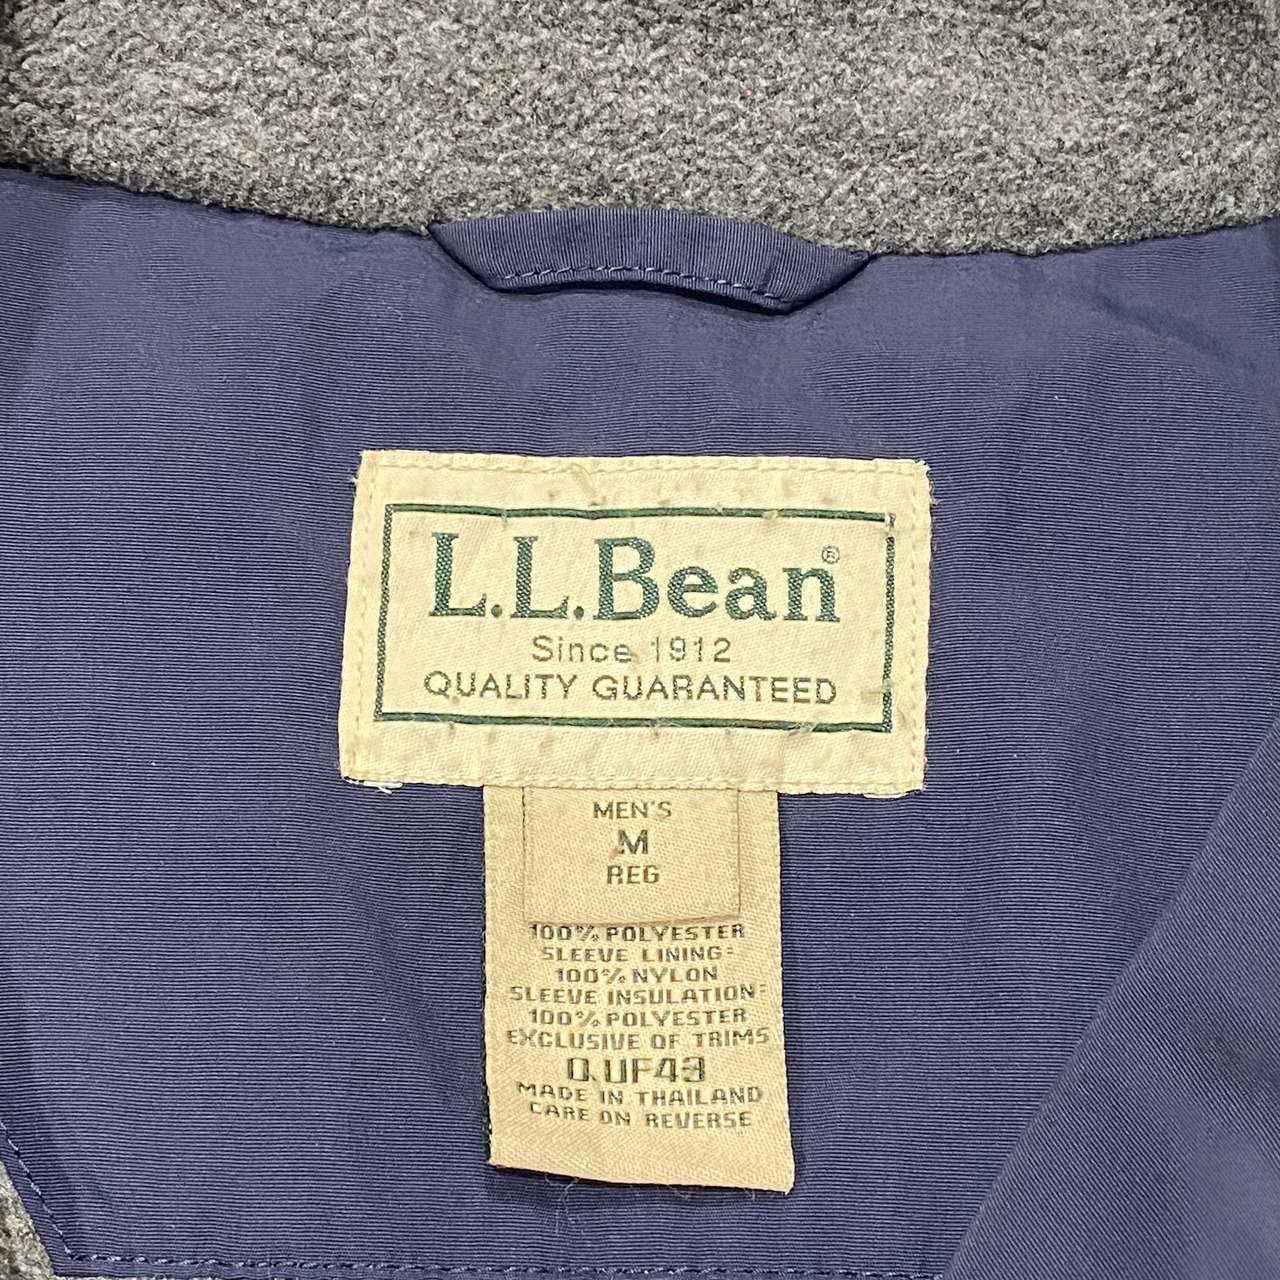 L.L.Bean®
Since 1912
QUALITY GUARANTEED
MEN'S
M
REG
100% POLYESTER
SLEEVE LINING:
100% NYLON
SLEEVE INSULATION:
100% POLYESTER
EXCLUSIVE OF TRIMS
MADE IN THAILAND
CARE ON REVERSE